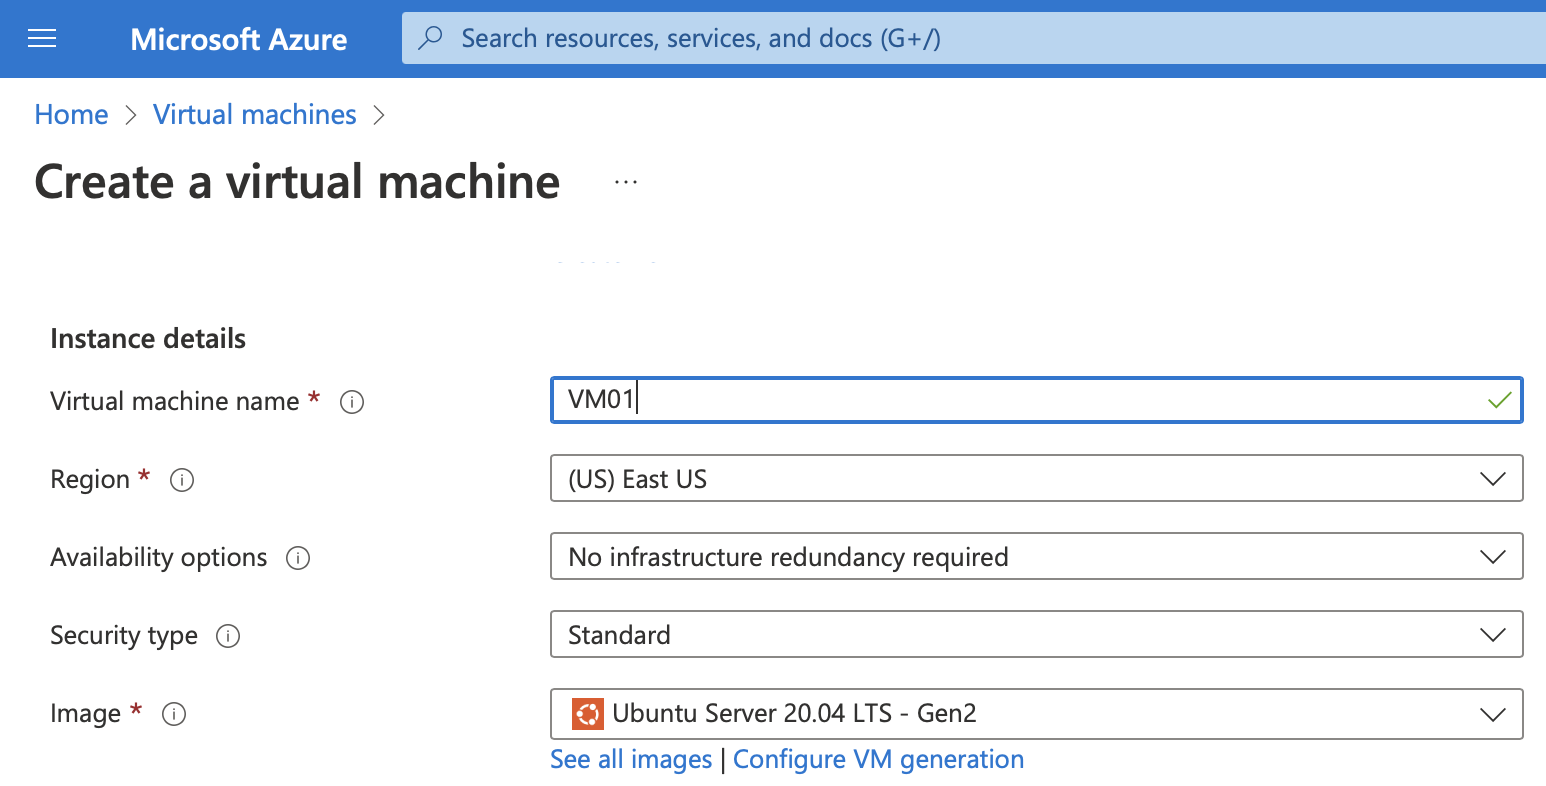 Microsoft Azure
Search resources, services, and docs (G+/)
Home > Virtual machines >
Create a virtual machine ...
Instance details
Virtual machine name *
VM01
Region *
(US) East US
Availability options
No infrastructure redundancy required
Security type
Standard
Image *
Ubuntu Server 20.04 LTS - Gen2
See all images | Configure VM generation